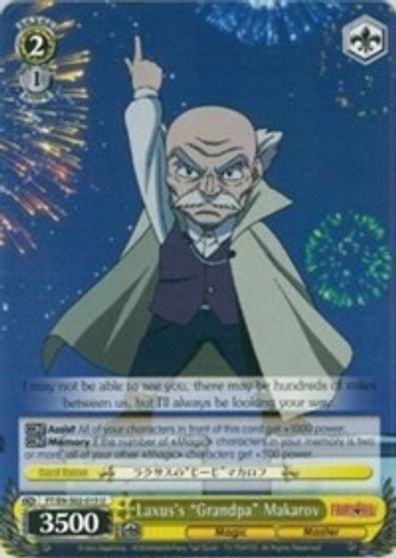 2
1
I may not be able to see you, there may be hundreds of miles
between us, but I'll always be looking your way.
Assist All of your characters in front of this card get +1000 power.
Memory If the number of «Magic» characters in your memory is two
or more, all of your «Magic» characters get +500 power.
Card Name
ラクサスの“じーじ”マカロフ
Laxus's "Grandpa" Makarov
FAIRY TAIL
3500
Magic
Master